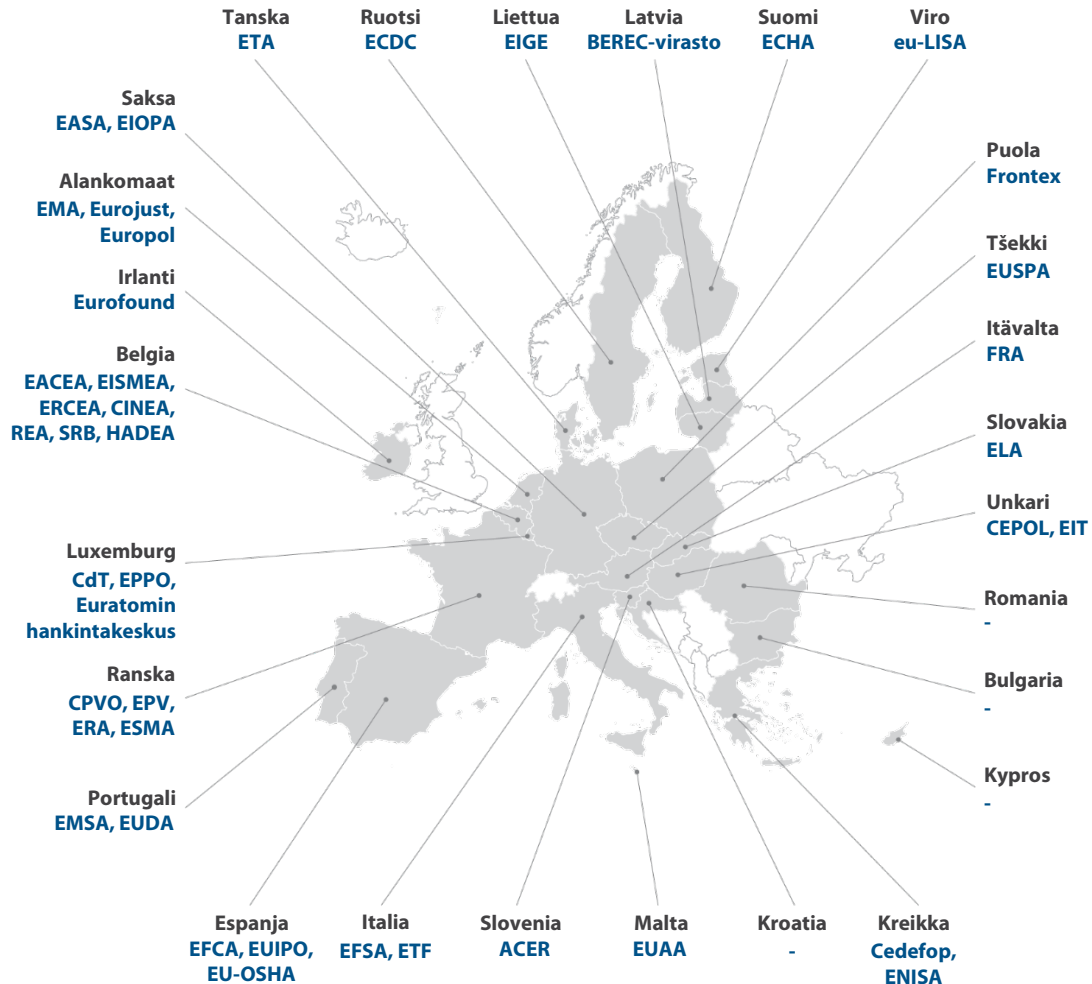 Tanska
ETA
Ruotsi
ECDC
Liettua
EIGE
Latvia
BEREC-virasto
Suomi
ECHA
Viro
eu-LISA
Saksa
EASA, EIOPA
Alankomaat
EMA, Eurojust,
Europol
Irlanti
Eurofound
Belgia
EACEA, EISMEA,
ERCEA, CINEA,
REA, SRB, HADEA
Luxemburg
CdT, EPPO,
Euratomin
hankintakeskus
Ranska
CPVO, EPV,
ERA, ESMA
Portugali
EMSA, EUDA
Puola
Frontex
Tšekki
EUSPA
Itävalta
FRA
Slovakia
ELA
Unkari
CEPOL, EIT
Romania
-
Bulgaria
-
Kypros
-
Espanja
EFCA, EUIPO,
EU-OSHA
Italia
EFSA, ETF
Slovenia
ACER
Malta
EUAA
Kroatia
-
Kreikka
Cedefop,
ENISA